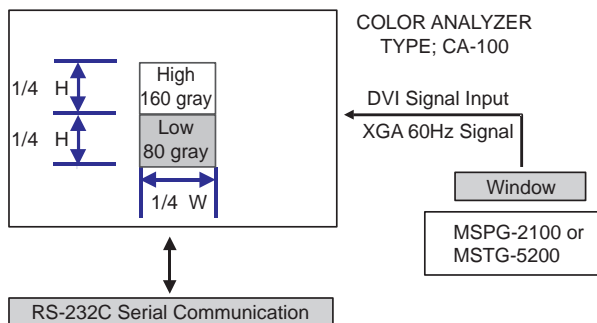 COLOR ANALYZER
TYPE; CA-100
High
160 gray
1/4 H
Low
80 gray
1/4 H
1/4 W
DVI Signal Input
XGA 60Hz Signal
Window
MSPG-2100 or
MSTG-5200
RS-232C Serial Communication